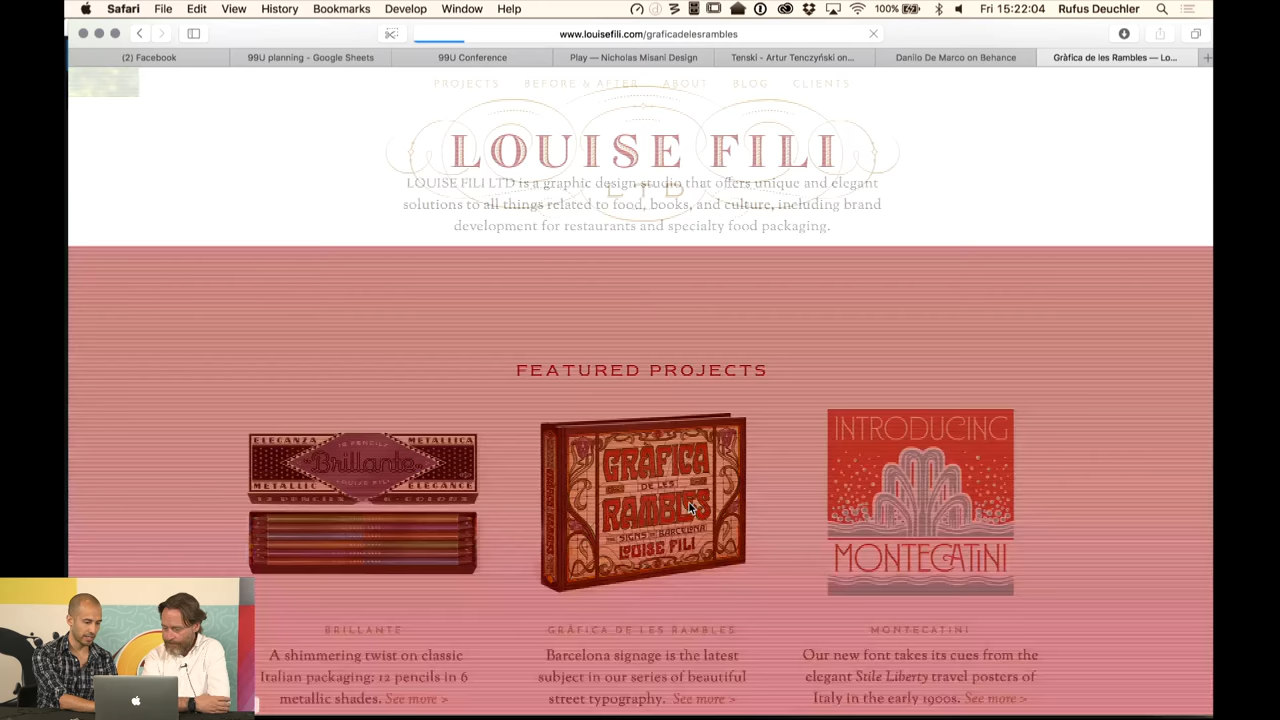 Safari File Edit View History Bookmarks Develop Window Help 100% Fri 15:22:04 Rufus Deuchler
www.louisefili.com/graficadelesrambles
(2) Facebook 99U planning - Google Sheets 99U Conference Play — Nicholas Misani Design Tenski - Artur Tenczyński on... Danilo De Marco on Behance Gràfica de les Rambles — Lo...
PROJECTS BEFORE & AFTER ABOUT BLOG CLIENTS
LOUISE FILI
LTD
LOUISE FILI LTD is a graphic design studio that offers unique and elegant
solutions to all things related to food, books, and culture, including brand
development for restaurants and specialty food packaging.
FEATURED PROJECTS
ELEGANZA METALLICA
12 PENCILS
Brillante
LOUISE FILI
METALLIC ELEGANCE
12 PENCILS
GRÀFICA
DE LES
RAMBLES
THE SIGNS OF BARCELONA
LOUISE FILI
INTRODUCING
MONTECATINI
BRILLANTE
A shimmering twist on classic
Italian packaging: 12 pencils in 6
metallic shades. See more >
GRÀFICA DE LES RAMBLES
Barcelona signage is the latest
subject in our series of beautiful
street typography. See more >
MONTECATINI
Our new font takes its cues from the
elegant Stile Liberty travel posters of
Italy in the early 1900s. See more >